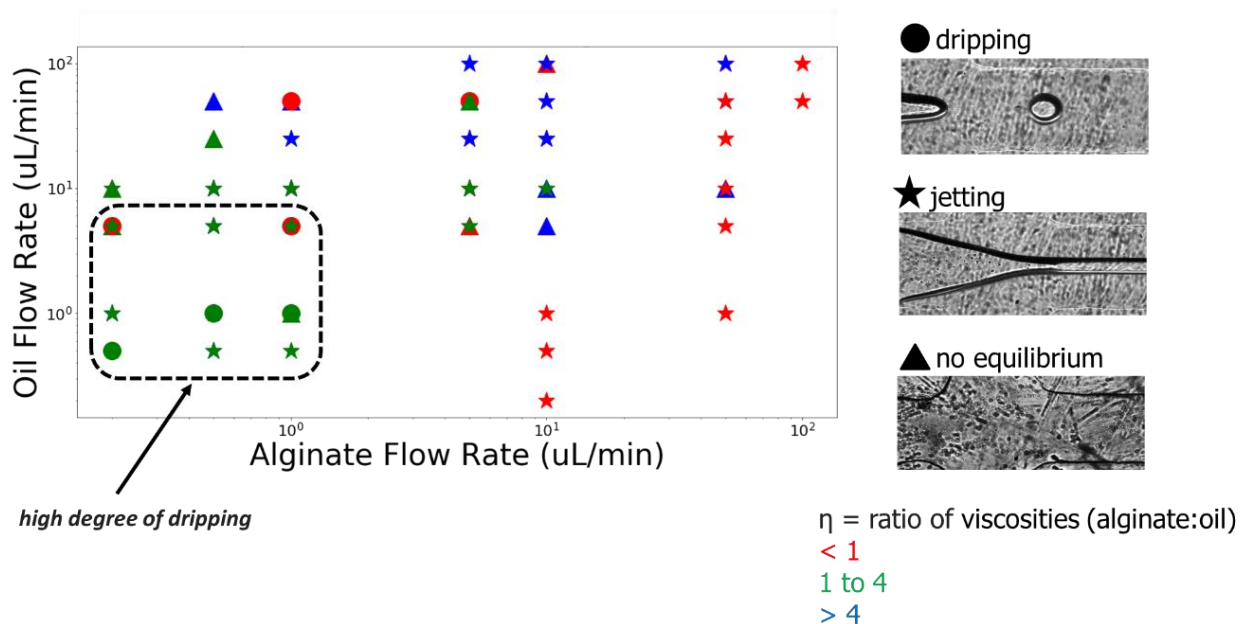 Oil Flow Rate (uL/min)
10²
10¹
10⁰
10⁰
10¹
10²
Alginate Flow Rate (uL/min)
high degree of dripping
dripping
jetting
no equilibrium
η = ratio of viscosities (alginate:oil)
< 1
1 to 4
> 4